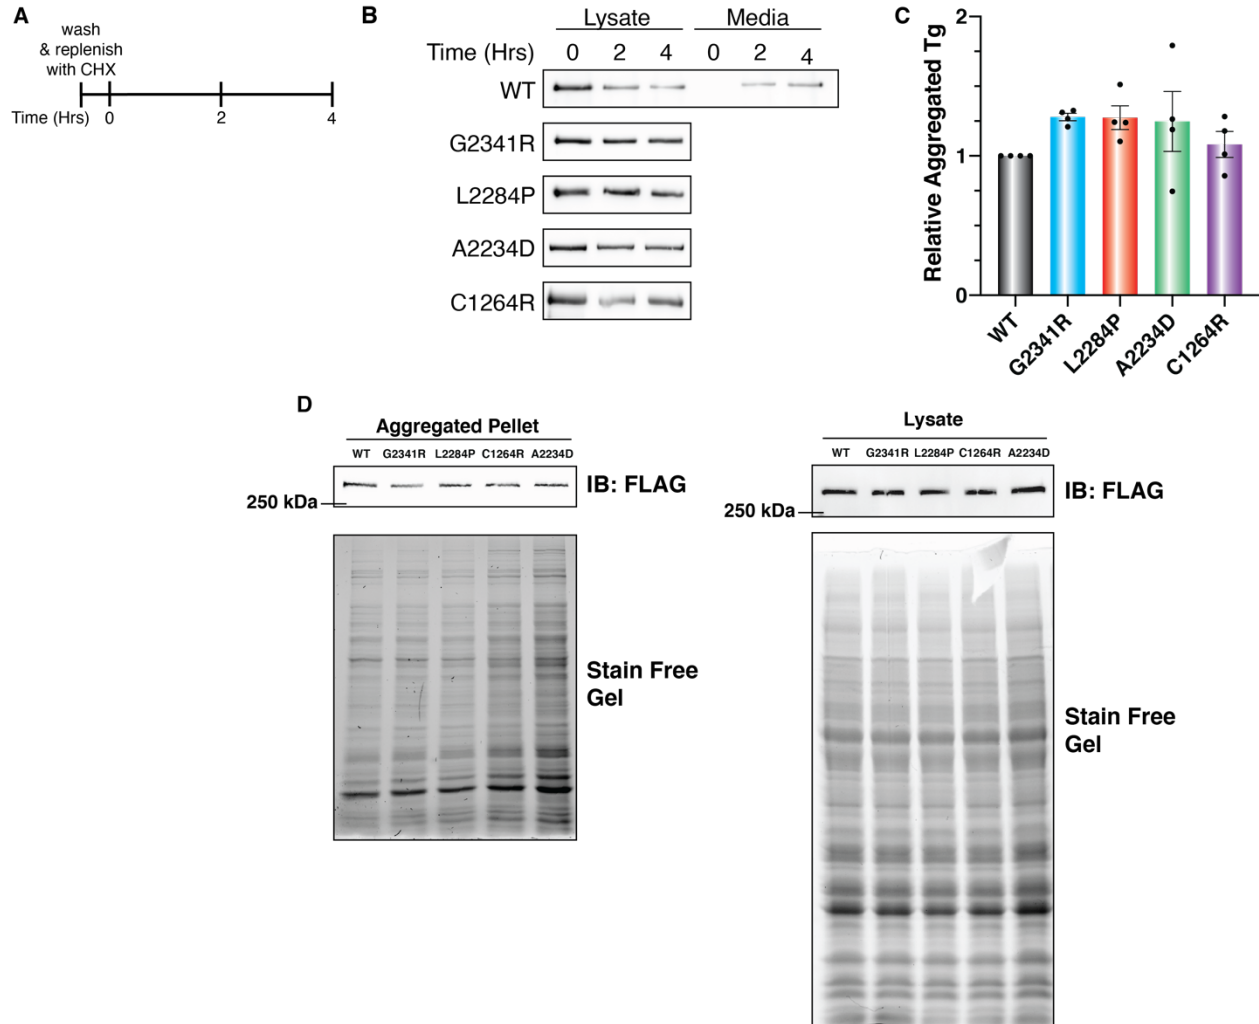 A
wash
& replenish
with CHX
Time (Hrs) 0 2 4
B
Lysate Media
Time (Hrs) 0 2 4 0 2 4
WT
G2341R
L2284P
A2234D
C1264R
C
Relative Aggregated Tg
2
1
0
WT G2341R L2284P A2234D C1264R
D
Aggregated Pellet
WT G2341R L2284P C1264R A2234D
IB: FLAG
250 kDa
Stain Free
Gel
Lysate
WT G2341R L2284P C1264R A2234D
IB: FLAG
250 kDa
Stain Free
Gel